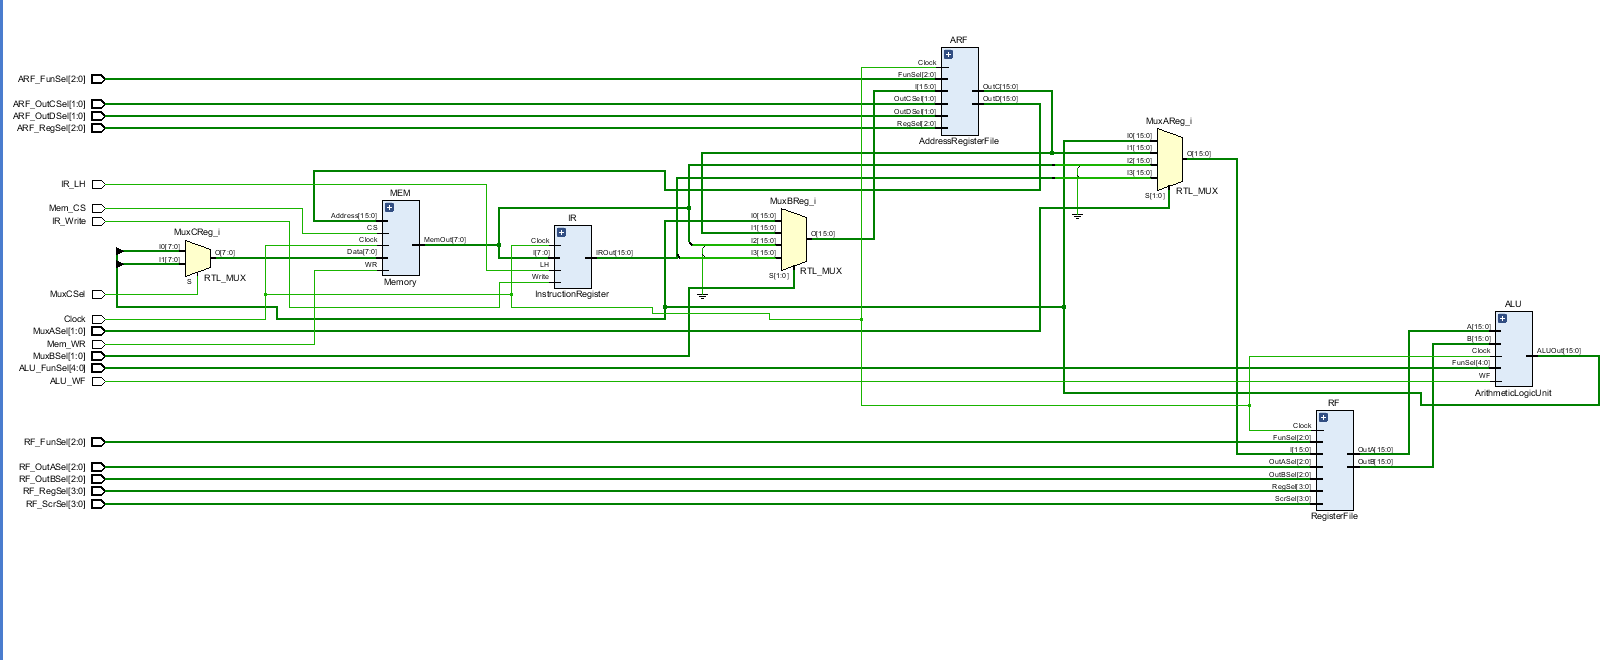 ARF
Clock
ARF_FunSel[2:0]
FunSel[2:0]
I[15:0]
OutC[15:0]
ARF_OutCSel[1:0]
OutCSel[1:0]
OutD[15:0]
ARF_OutDSel[1:0]
OutDSel[1:0]
ARF_RegSel[2:0]
RegSel[2:0]
AddressRegisterFile
MuxAReg_i
I0[15:0]
I1[15:0]
I2[15:0]
I3[15:0]
O[15:0]
S[1:0]
RTL_MUX
IR_LH
Mem_CS
IR_Write
MEM
Address[15:0]
CS
Clock
Data[7:0]
WR
MemOut[7:0]
Memory
MuxCReg_i
I0[7:0]
I1[7:0]
O[7:0]
S
RTL_MUX
IR
Clock
I[7:0]
LH
Write
IROut[15:0]
InstructionRegister
MuxBReg_i
I0[15:0]
I1[15:0]
I2[15:0]
I3[15:0]
O[15:0]
S[1:0]
RTL_MUX
MuxCSel
Clock
MuxASel[1:0]
Mem_WR
MuxBSel[1:0]
ALU_FunSel[4:0]
ALU_WF
ALU
A[15:0]
B[15:0]
Clock
FunSel[4:0]
WF
ALUOut[15:0]
ArithmeticLogicUnit
RF
Clock
RF_FunSel[2:0]
FunSel[2:0]
I[15:0]
OutA[15:0]
RF_OutASel[2:0]
OutASel[2:0]
OutB[15:0]
RF_OutBSel[2:0]
OutBSel[2:0]
RF_RegSel[3:0]
RegSel[3:0]
RF_ScrSel[3:0]
ScrSel[3:0]
RegisterFile